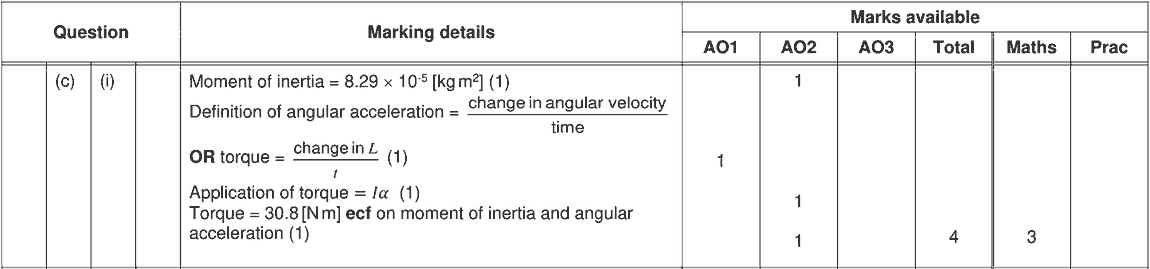 Question Marking details Marks available
AO1 AO2 AO3 Total Maths Prac
(c) (i) Moment of inertia = 8.29 × 10⁻⁵ [kg m²] (1) 1
Definition of angular acceleration = change in angular velocity / time
OR torque = change in L / t (1) 1
Application of torque = Iα (1) 1
Torque = 30.8 [N m] ecf on moment of inertia and angular
acceleration (1) 1 4 3